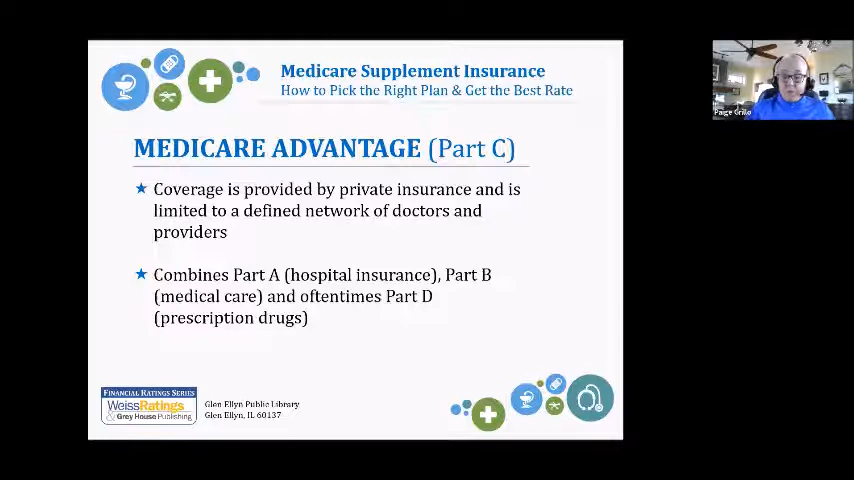 Medicare Supplement Insurance
How to Pick the Right Plan & Get the Best Rate
MEDICARE ADVANTAGE (Part C)
Coverage is provided by private insurance and is
limited to a defined network of doctors and
providers
Combines Part A (hospital insurance), Part B
(medical care) and oftentimes Part D
(prescription drugs)
FINANCIAL RATINGS SERIES
WeissRatings
& Grey House Publishing
Glen Ellyn Public Library
Glen Ellyn, IL 60137
Paige Grillo